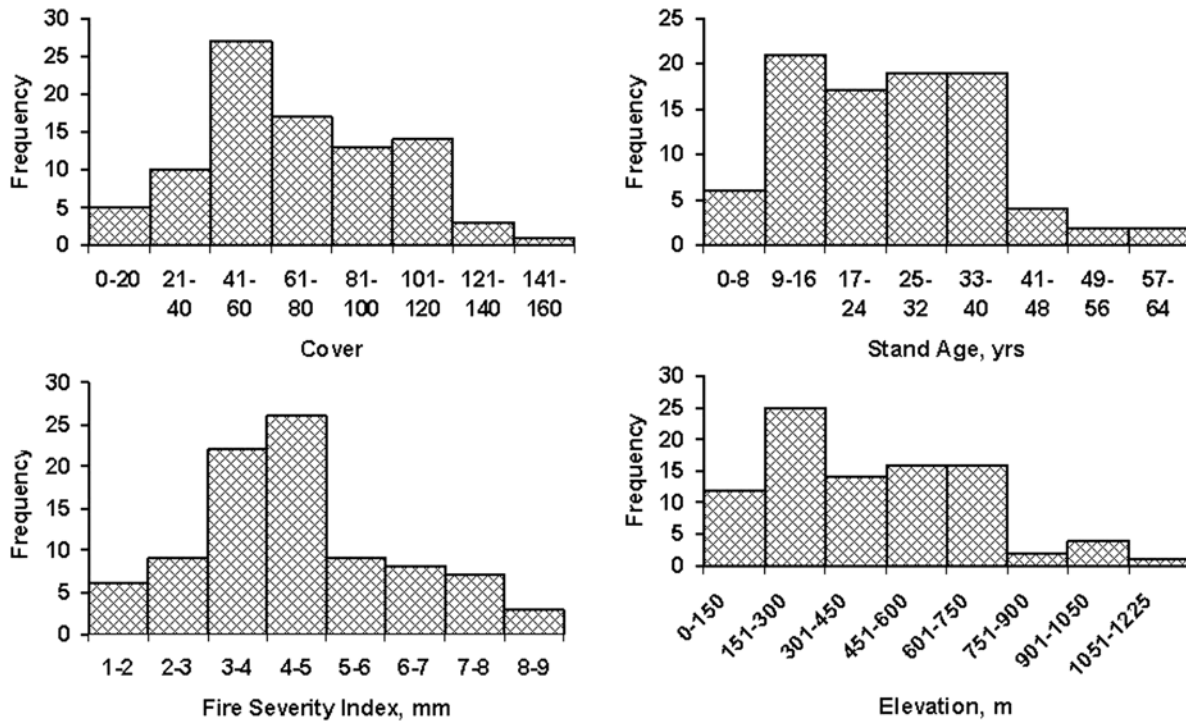 30
25
20
15
10
5
0
Frequency
0-20 21- 41- 61- 81- 101- 121- 141-
40 60 80 100 120 140 160
Cover
25
20
15
10
5
0
Frequency
0-8 9-16 17- 25- 33- 41- 49- 57-
24 32 40 48 56 64
Stand Age, yrs
30
25
20
15
10
5
0
Frequency
1-2 2-3 3-4 4-5 5-6 6-7 7-8 8-9
Fire Severity Index, mm
30
25
20
15
10
5
0
Frequency
0-150 151-300 301-450 451-600 601-750 751-900 901-1050 1051-1225
Elevation, m